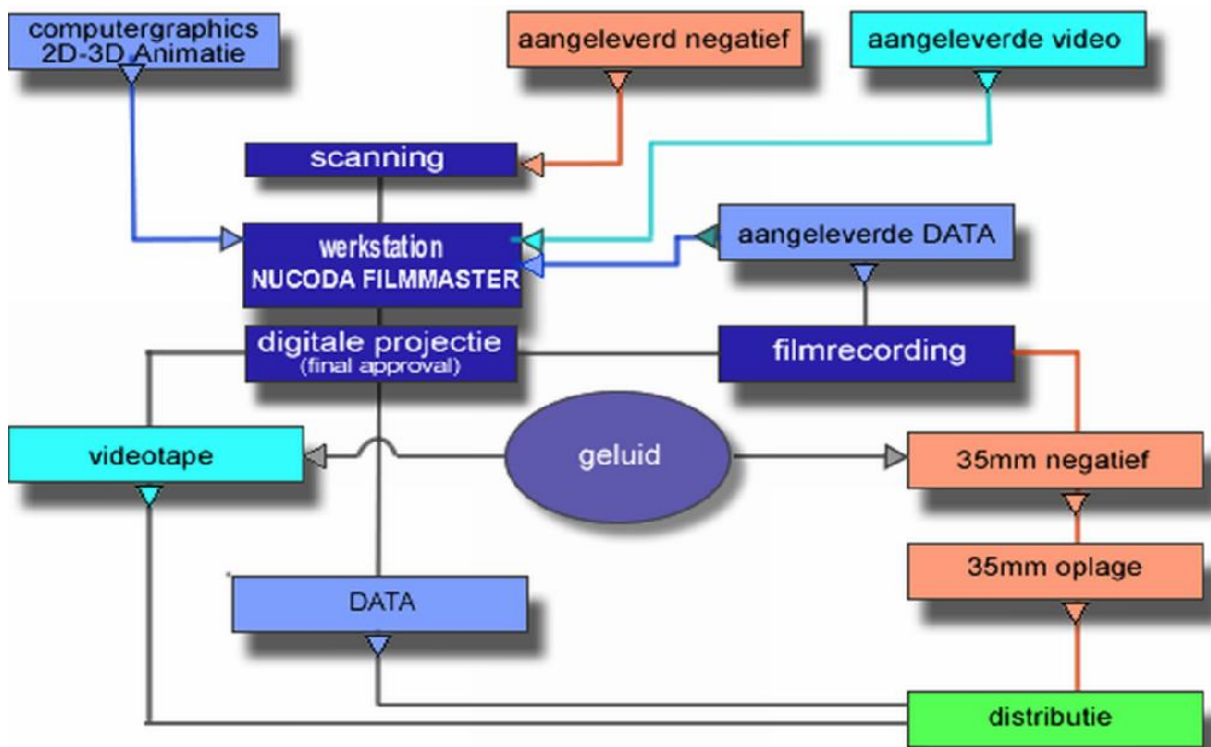 computergraphics
2D-3D Animatie
aangeleverd negatief
aangeleverde video
scanning
werkstation
NUCODA FILMMASTER
aangeleverde DATA
digitale projectie
(final approval)
filmrecording
videotape
geluid
35mm negatief
35mm oplage
DATA
distributie